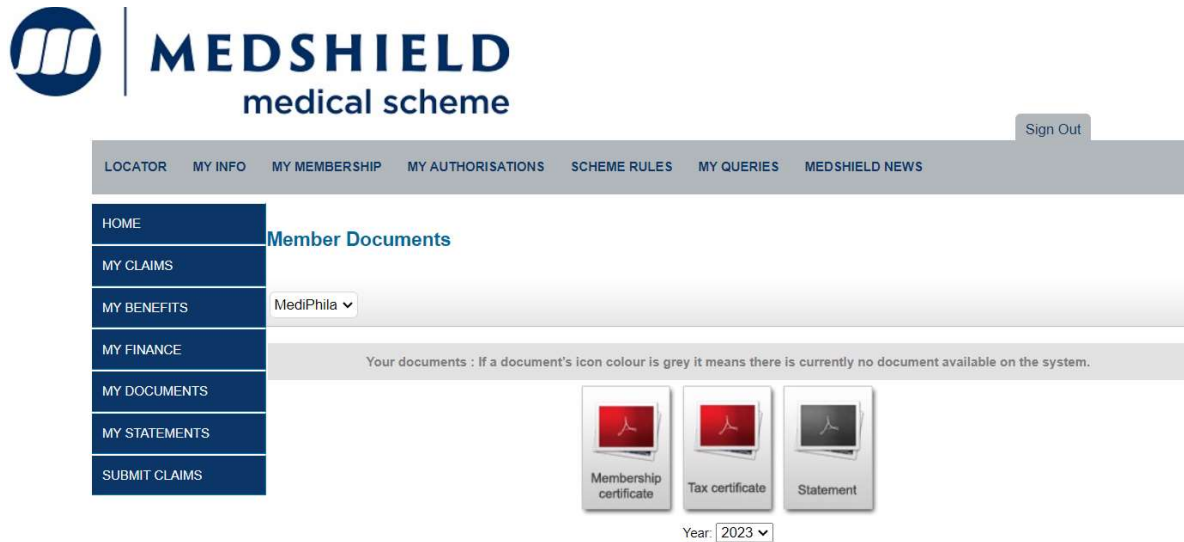 MEDSHIELD
medical scheme
Sign Out
LOCATOR MY INFO MY MEMBERSHIP MY AUTHORISATIONS SCHEME RULES MY QUERIES MEDSHIELD NEWS
HOME
MY CLAIMS
MY BENEFITS
MY FINANCE
MY DOCUMENTS
MY STATEMENTS
SUBMIT CLAIMS
Member Documents
MediPhila
Your documents : If a document's icon colour is grey it means there is currently no document available on the system.
Membership
certificate
Tax certificate
Statement
Year: 2023